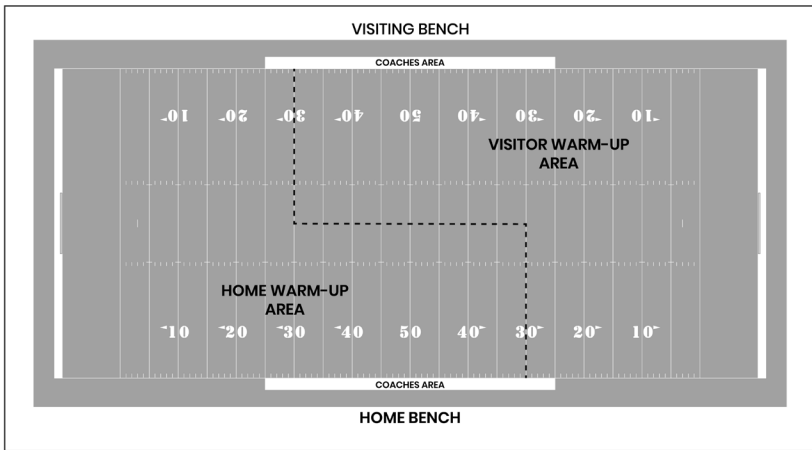 VISITING BENCH
COACHES AREA
10 20 30 40 50 40 30 20 10
VISITOR WARM-UP
AREA
HOME WARM-UP
AREA
10 20 30 40 50 40 30 20 10
COACHES AREA
HOME BENCH